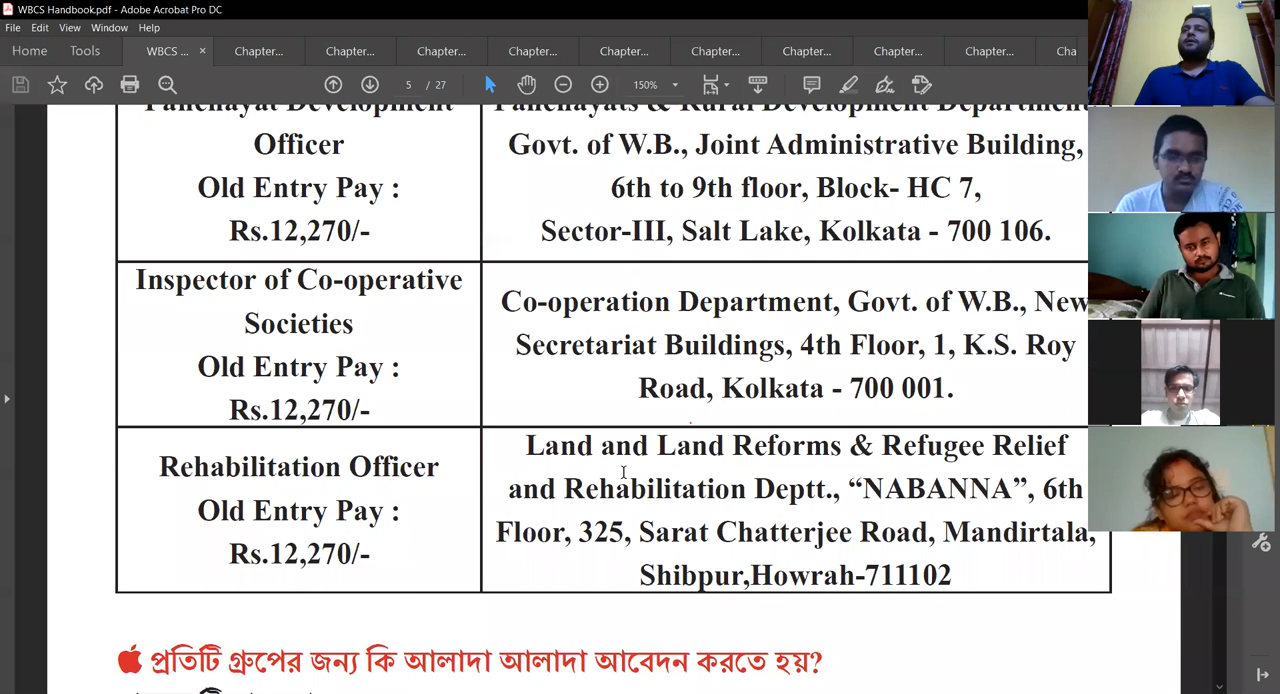 WBCS Handbook.pdf - Adobe Acrobat Pro DC
File Edit View Window Help
Home Tools WBCS ... × Chapter... Chapter... Chapter... Chapter... Chapter... Chapter... Chapter... Chapter... Chapter... Cha
5 / 27 150%
Panchayat Development
Officer
Old Entry Pay :
Rs.12,270/-
Panchayats & Rural Development Department,
Govt. of W.B., Joint Administrative Building,
6th to 9th floor, Block- HC 7,
Sector-III, Salt Lake, Kolkata - 700 106.
Inspector of Co-operative
Societies
Old Entry Pay :
Rs.12,270/-
Co-operation Department, Govt. of W.B., New
Secretariat Buildings, 4th Floor, 1, K.S. Roy
Road, Kolkata - 700 001.
Rehabilitation Officer
Old Entry Pay :
Rs.12,270/-
Land and Land Reforms & Refugee Relief
and Rehabilitation Deptt., “NABANNA”, 6th
Floor, 325, Sarat Chatterjee Road, Mandirtala,
Shibpur,Howrah-711102
প্রতিটি গ্রুপের জন্য কি আলাদা আলাদা আবেদন করতে হয়?